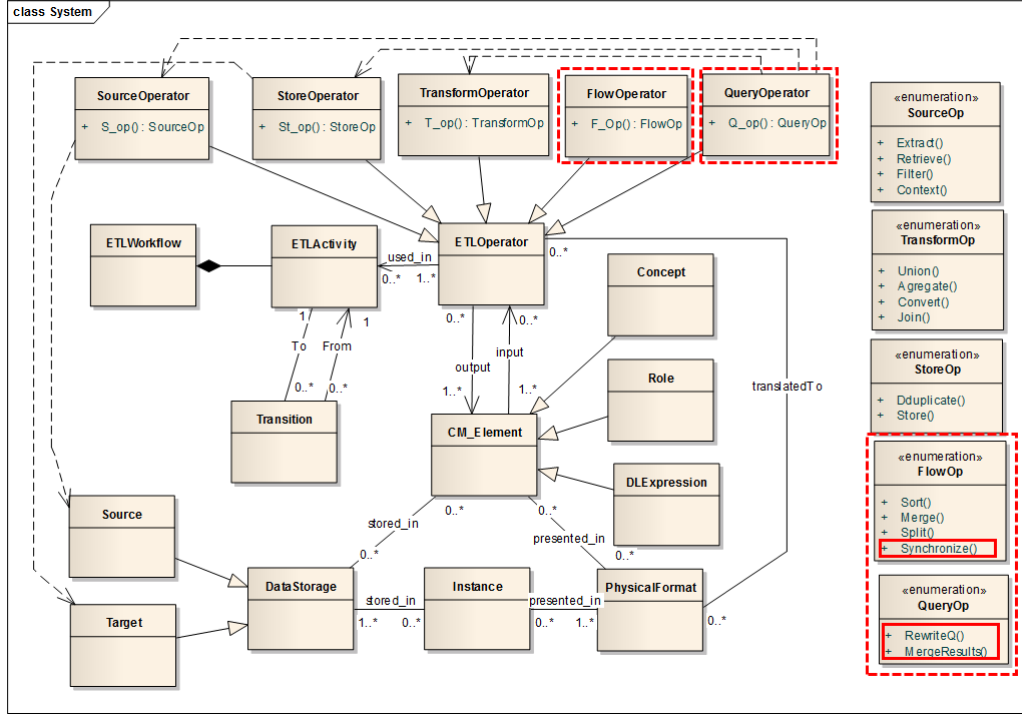 class System
SourceOperator
+ S_op(): SourceOp
StoreOperator
+ St_op(): StoreOp
TransformOperator
+ T_op(): TransformOp
FlowOperator
+ F_Op(): FlowOp
QueryOperator
+ Q_op(): QueryOp
«enumeration»
SourceOp
+ Extract()
+ Retrieve()
+ Filter()
+ Context()
ETLWorkflow
ETLActivity
used_in
0..*
1..*
ETLOperator
0..*
«enumeration»
TransformOp
+ Union()
+ Agregate()
+ Convert()
+ Join()
Concept
1
To
From
1
0..*
0..*
Transition
0..*
output
1..*
0..*
input
1..*
translatedTo
Role
«enumeration»
StoreOp
+ Dduplicate()
+ Store()
CM_Element
0..*
0..*
DLExpression
«enumeration»
FlowOp
+ Sort()
+ Merge()
+ Split()
+ Synchronize()
Source
stored_in
0..*
presented_in
0..*
Target
DataStorage
stored_in
1..*
0..*
Instance
presented_in
0..*
1..*
PhysicalFormat
0..*
«enumeration»
QueryOp
+ RewriteQ()
+ MergeResults()